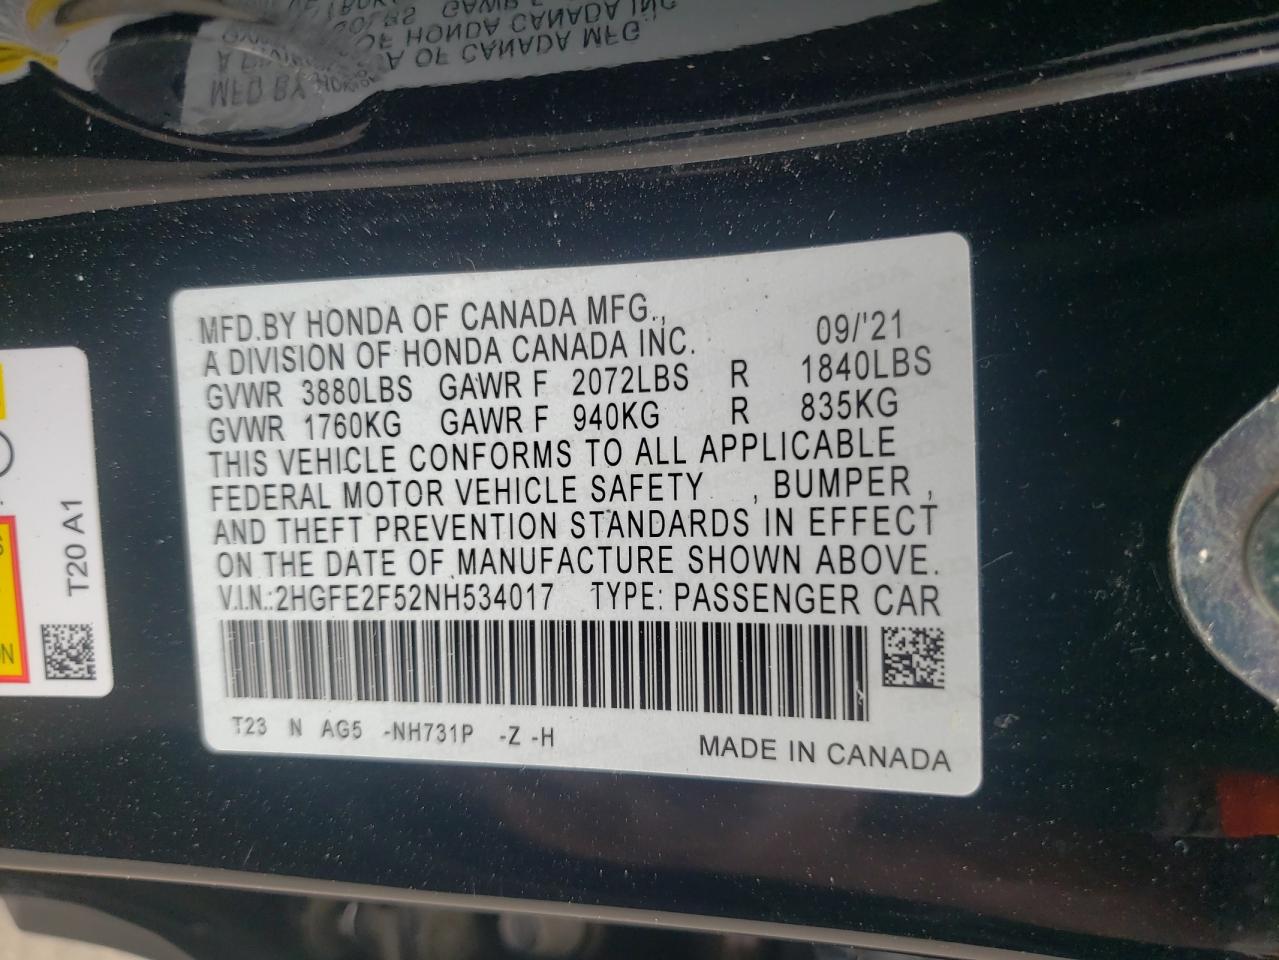 MFD.BY HONDA OF CANADA MFG.,
A DIVISION OF HONDA CANADA INC. 09/'21
GVWR 3880LBS GAWR F 2072LBS R 1840LBS
GVWR 1760KG GAWR F 940KG R 835KG
THIS VEHICLE CONFORMS TO ALL APPLICABLE
FEDERAL MOTOR VEHICLE SAFETY , BUMPER ,
AND THEFT PREVENTION STANDARDS IN EFFECT
ON THE DATE OF MANUFACTURE SHOWN ABOVE.
V.I.N.:2HGFE2F52NH534017 TYPE: PASSENGER CAR
T23 N AG5 -NH731P -Z -H
MADE IN CANADA
T20 A1